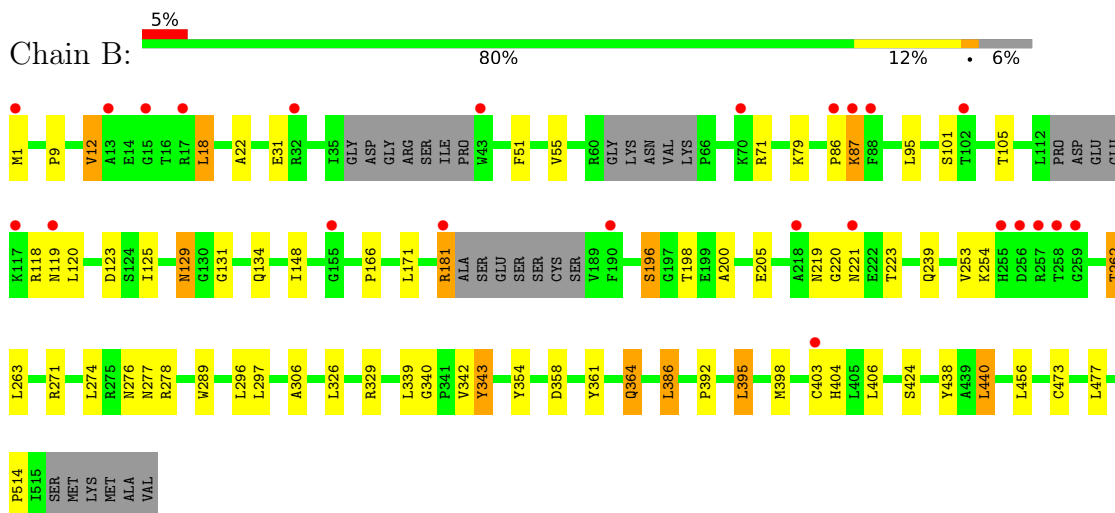 5%
Chain B:
80% 12% • 6%
M1 P9 V12 A13 E14 G15 T16 R17 L18 A22 E31 R32 I35 GLY ASP GLY ARG SER ILE PRO W43 F51 V55 R60 GLY LYS ASN VAL LYS P66 K70 R71 K79 P86 K87 F88 L95 S101 T102 T105 L112 PRO ASP GLU GLU
K117 R118 N119 L120 D123 S124 I125 N129 G130 G131 Q134 I148 G155 P166 L171 R181 ALA SER GLU SER SER CYS SER V189 F190 S196 G197 T198 E199 A200 E205 A218 N219 G220 N221 E222 T223 Q239 V253 K254 H255 D256 R257 T258 G259 T262
L263 R271 L274 R275 N276 N277 R278 W289 L296 L297 A306 L326 R329 L339 G340 P341 V342 Y343 Y354 D358 Y361 Q364 L386 P392 L395 M398 C403 H404 L405 L406 S424 Y438 A439 L440 L456 C473 L477
P514 I515 SER MET LYS MET ALA VAL